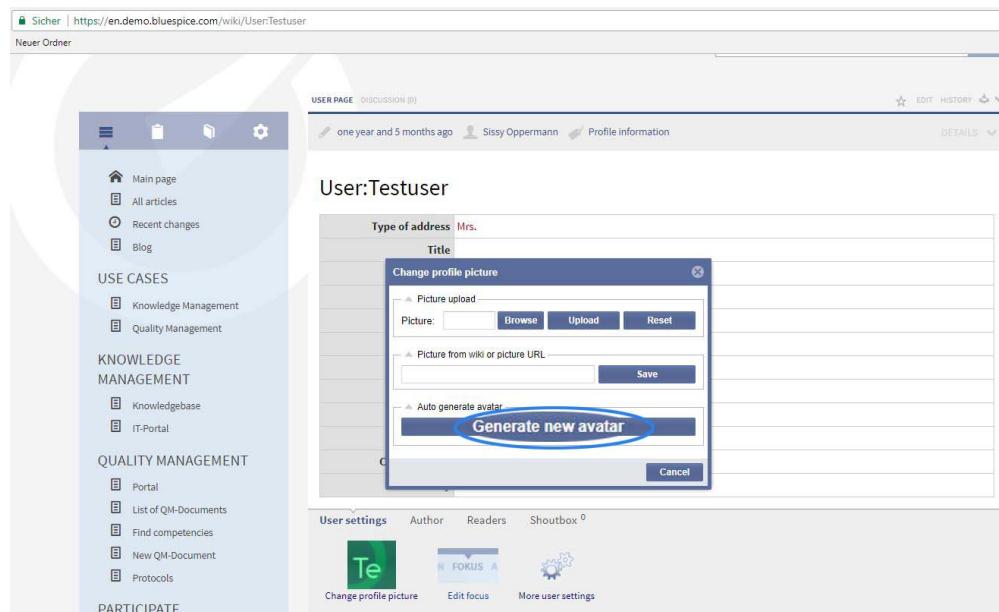 Sicher | https://en.demo.bluespice.com/wiki/User:Testuser
Neuer Ordner
USER PAGE DISCUSSION (0)
EDIT HISTORY
one year and 5 months ago Sissy Oppermann Profile information
DETAILS
Main page
All articles
Recent changes
Blog
USE CASES
Knowledge Management
Quality Management
KNOWLEDGE
MANAGEMENT
Knowledgebase
IT-Portal
QUALITY MANAGEMENT
Portal
List of QM-Documents
Find competencies
New QM-Document
Protocols
PARTICIPATE
User:Testuser
Type of address Mrs.
Title
Change profile picture
Picture upload
Picture: Browse Upload Reset
Picture from wiki or picture URL
Save
Auto generate avatar
Generate new avatar
Cancel
User settings Author Readers Shoutbox 0
Te
N FOKUS A
Change profile picture Edit focus More user settings